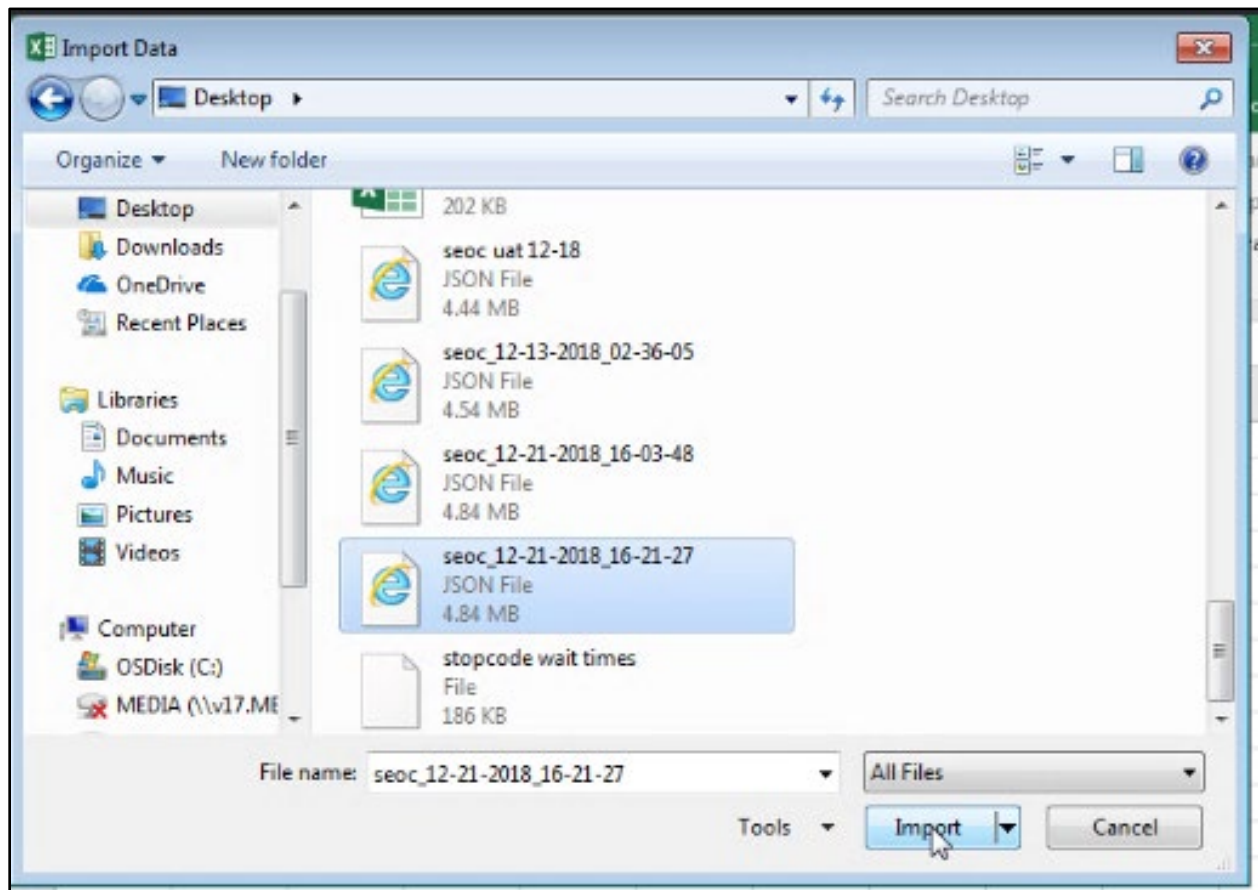 Import Data
Desktop
Search Desktop
Organize
New folder
Desktop
Downloads
OneDrive
Recent Places
Libraries
Documents
Music
Pictures
Videos
Computer
OSDisk (C:)
MEDIA (\\v17.ME
202 KB
seoc uat 12-18
JSON File
4.44 MB
seoc_12-13-2018_02-36-05
JSON File
4.54 MB
seoc_12-21-2018_16-03-48
JSON File
4.84 MB
seoc_12-21-2018_16-21-27
JSON File
4.84 MB
stopcode wait times
File
186 KB
File name: seoc_12-21-2018_16-21-27
All Files
Tools
Import
Cancel